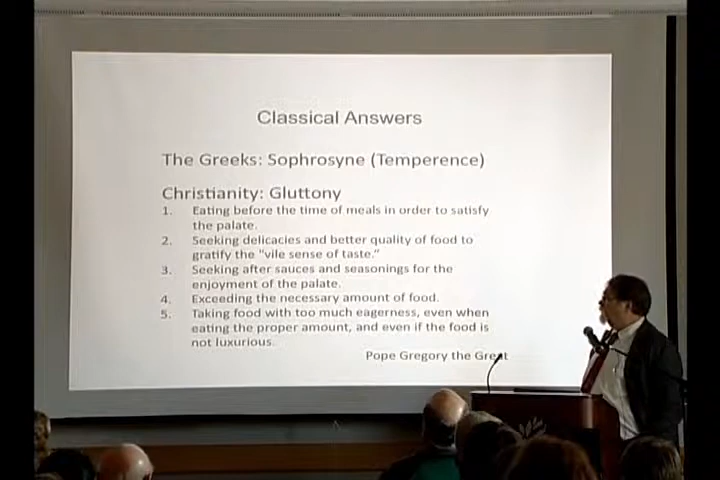 Classical Answers
The Greeks: Sophrosyne (Temperence)
Christianity: Gluttony
1. Eating before the time of meals in order to satisfy
the palate.
2. Seeking delicacies and better quality of food to
gratify the "vile sense of taste."
3. Seeking after sauces and seasonings for the
enjoyment of the palate.
4. Exceeding the necessary amount of food.
5. Taking food with too much eagerness, even when
eating the proper amount, and even if the food is
not luxurious.
Pope Gregory the Great